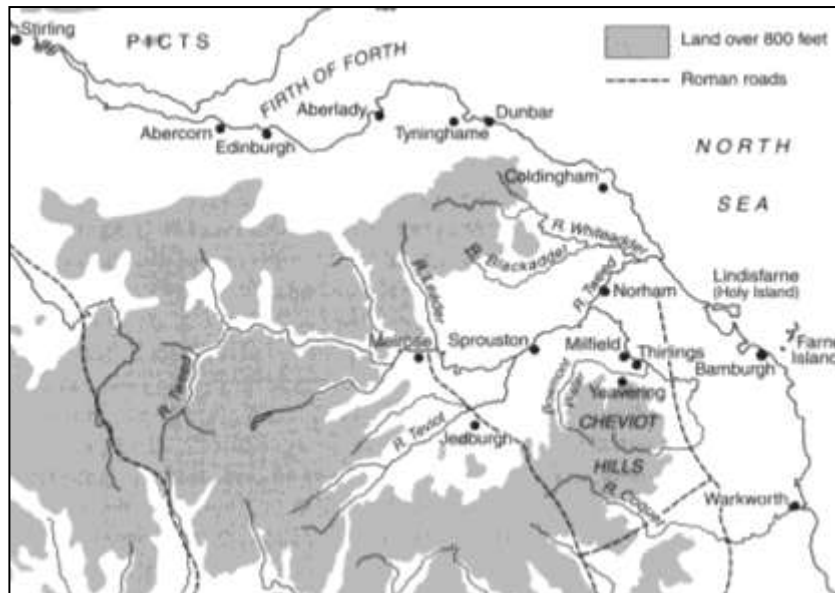 Stirling
PICTS
Land over 800 feet
Roman roads
FIRTH OF FORTH
Aberlady
Dunbar
Abercorn
Edinburgh
Tyninghame
NORTH
SEA
Coldingham
R. Whiteadder
R. Blackadder
R. Leader
R. Tweed
Norham
Lindisfarne
(Holy Island)
Melrose
Sprouston
Milfield
Thirlings
Bamburgh
Farne
Island
R. Tweed
Yeavering
Beaumont
Water
CHEVIOT
HILLS
R. Teviot
Jedburgh
R. Coquet
Warkworth